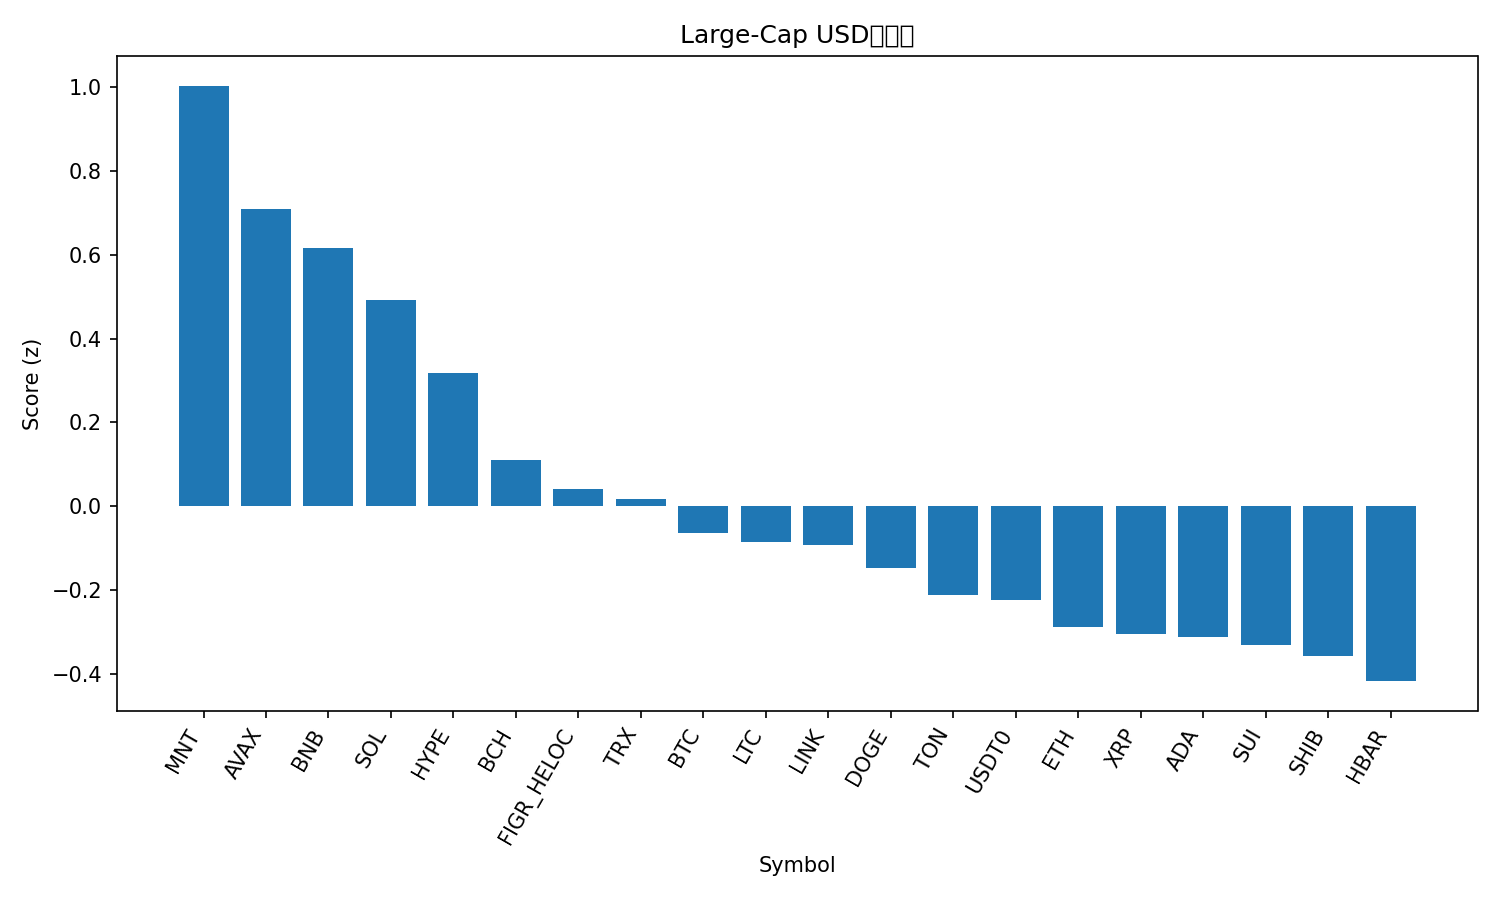 Large-Cap USD
Score (z)
1.0
0.8
0.6
0.4
0.2
0.0
−0.2
−0.4
MNT
AVAX
BNB
SOL
HYPE
BCH
FIGR_HELOC
TRX
BTC
LTC
LINK
DOGE
TON
USDT0
ETH
XRP
ADA
SUI
SHIB
HBAR
Symbol